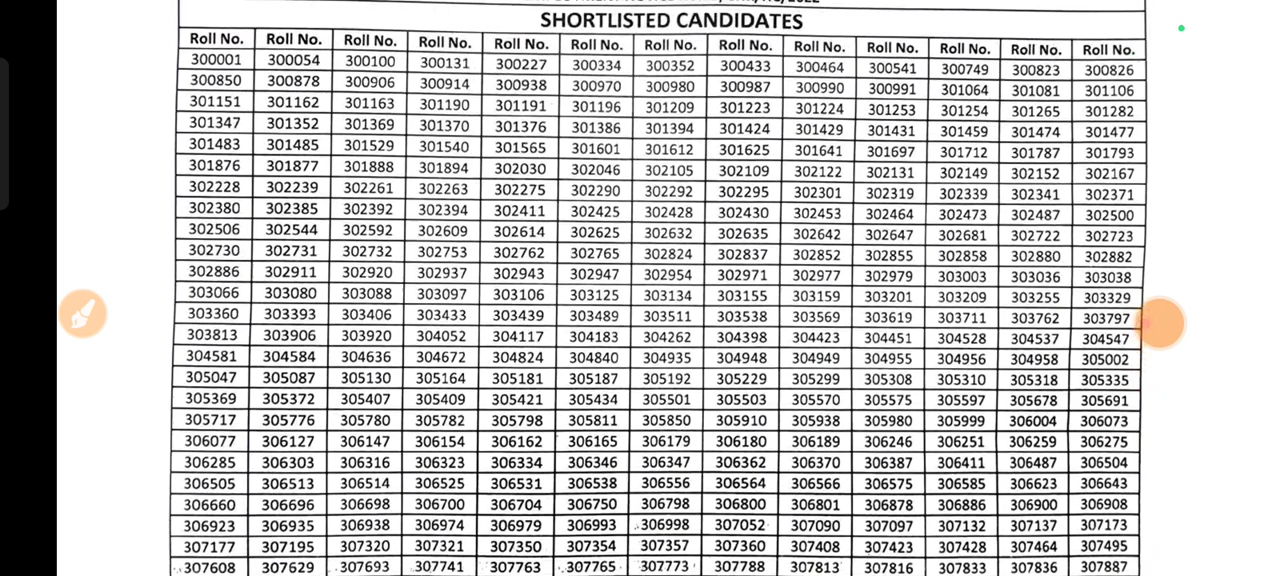 SHORTLISTED CANDIDATES
Roll No. Roll No. Roll No. Roll No. Roll No. Roll No. Roll No. Roll No. Roll No. Roll No. Roll No. Roll No. Roll No.
300001 300054 300100 300131 300227 300334 300352 300433 300464 300541 300749 300823 300826
300850 300878 300906 300914 300938 300970 300980 300987 300990 300991 301064 301081 301106
301151 301162 301163 301190 301191 301196 301209 301223 301224 301253 301254 301265 301282
301347 301352 301369 301370 301376 301386 301394 301424 301429 301431 301459 301474 301477
301483 301485 301529 301540 301565 301601 301612 301625 301641 301697 301712 301787 301793
301876 301877 301888 301894 302030 302046 302105 302109 302122 302131 302149 302152 302167
302228 302239 302261 302263 302275 302290 302292 302295 302301 302319 302339 302341 302371
302380 302385 302392 302394 302411 302425 302428 302430 302453 302464 302473 302487 302500
302506 302544 302592 302609 302614 302625 302632 302635 302642 302647 302681 302722 302723
302730 302731 302732 302753 302762 302765 302824 302837 302852 302855 302858 302880 302882
302886 302911 302920 302937 302943 302947 302954 302971 302977 302979 303003 303036 303038
303066 303080 303088 303097 303106 303125 303134 303155 303159 303201 303209 303255 303329
303360 303393 303406 303433 303439 303489 303511 303538 303569 303619 303711 303762 303797
303813 303906 303920 304052 304117 304183 304262 304398 304423 304451 304528 304537 304547
304581 304584 304636 304672 304824 304840 304935 304948 304949 304955 304956 304958 305002
305047 305087 305130 305164 305181 305187 305192 305229 305299 305308 305310 305318 305335
305369 305372 305407 305409 305421 305434 305501 305503 305570 305575 305597 305678 305691
305717 305776 305780 305782 305798 305811 305850 305910 305938 305980 305999 306004 306073
306077 306127 306147 306154 306162 306165 306179 306180 306189 306246 306251 306259 306275
306285 306303 306316 306323 306334 306346 306347 306362 306370 306387 306411 306487 306504
306505 306513 306514 306525 306531 306538 306556 306564 306566 306575 306585 306623 306643
306660 306696 306698 306700 306704 306750 306798 306800 306801 306878 306886 306900 306908
306923 306935 306938 306974 306979 306993 306998 307052 307090 307097 307132 307137 307173
307177 307195 307320 307321 307350 307354 307357 307360 307408 307423 307428 307464 307495
307608 307629 307693 307741 307763 307765 307773 307788 307813 307816 307833 307836 307887